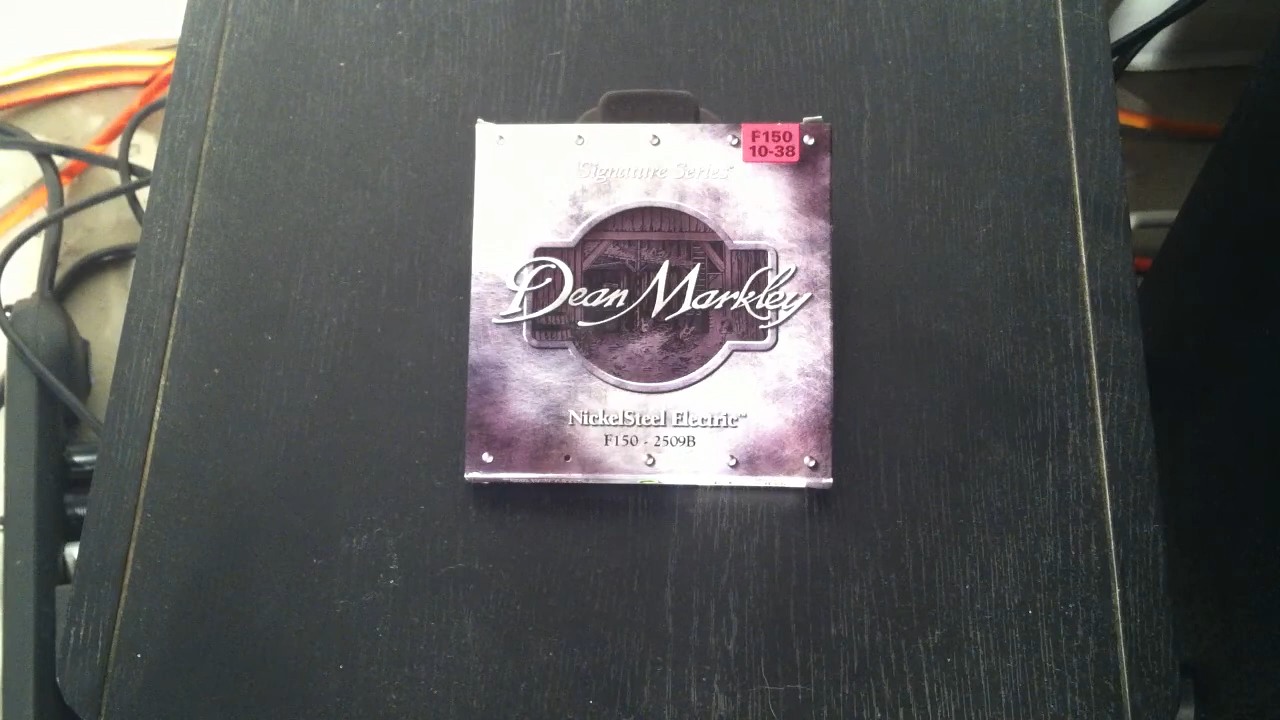 F150
10-38
Signature Series
Dean Markley
NickelSteel Electric™
F150 - 2509B